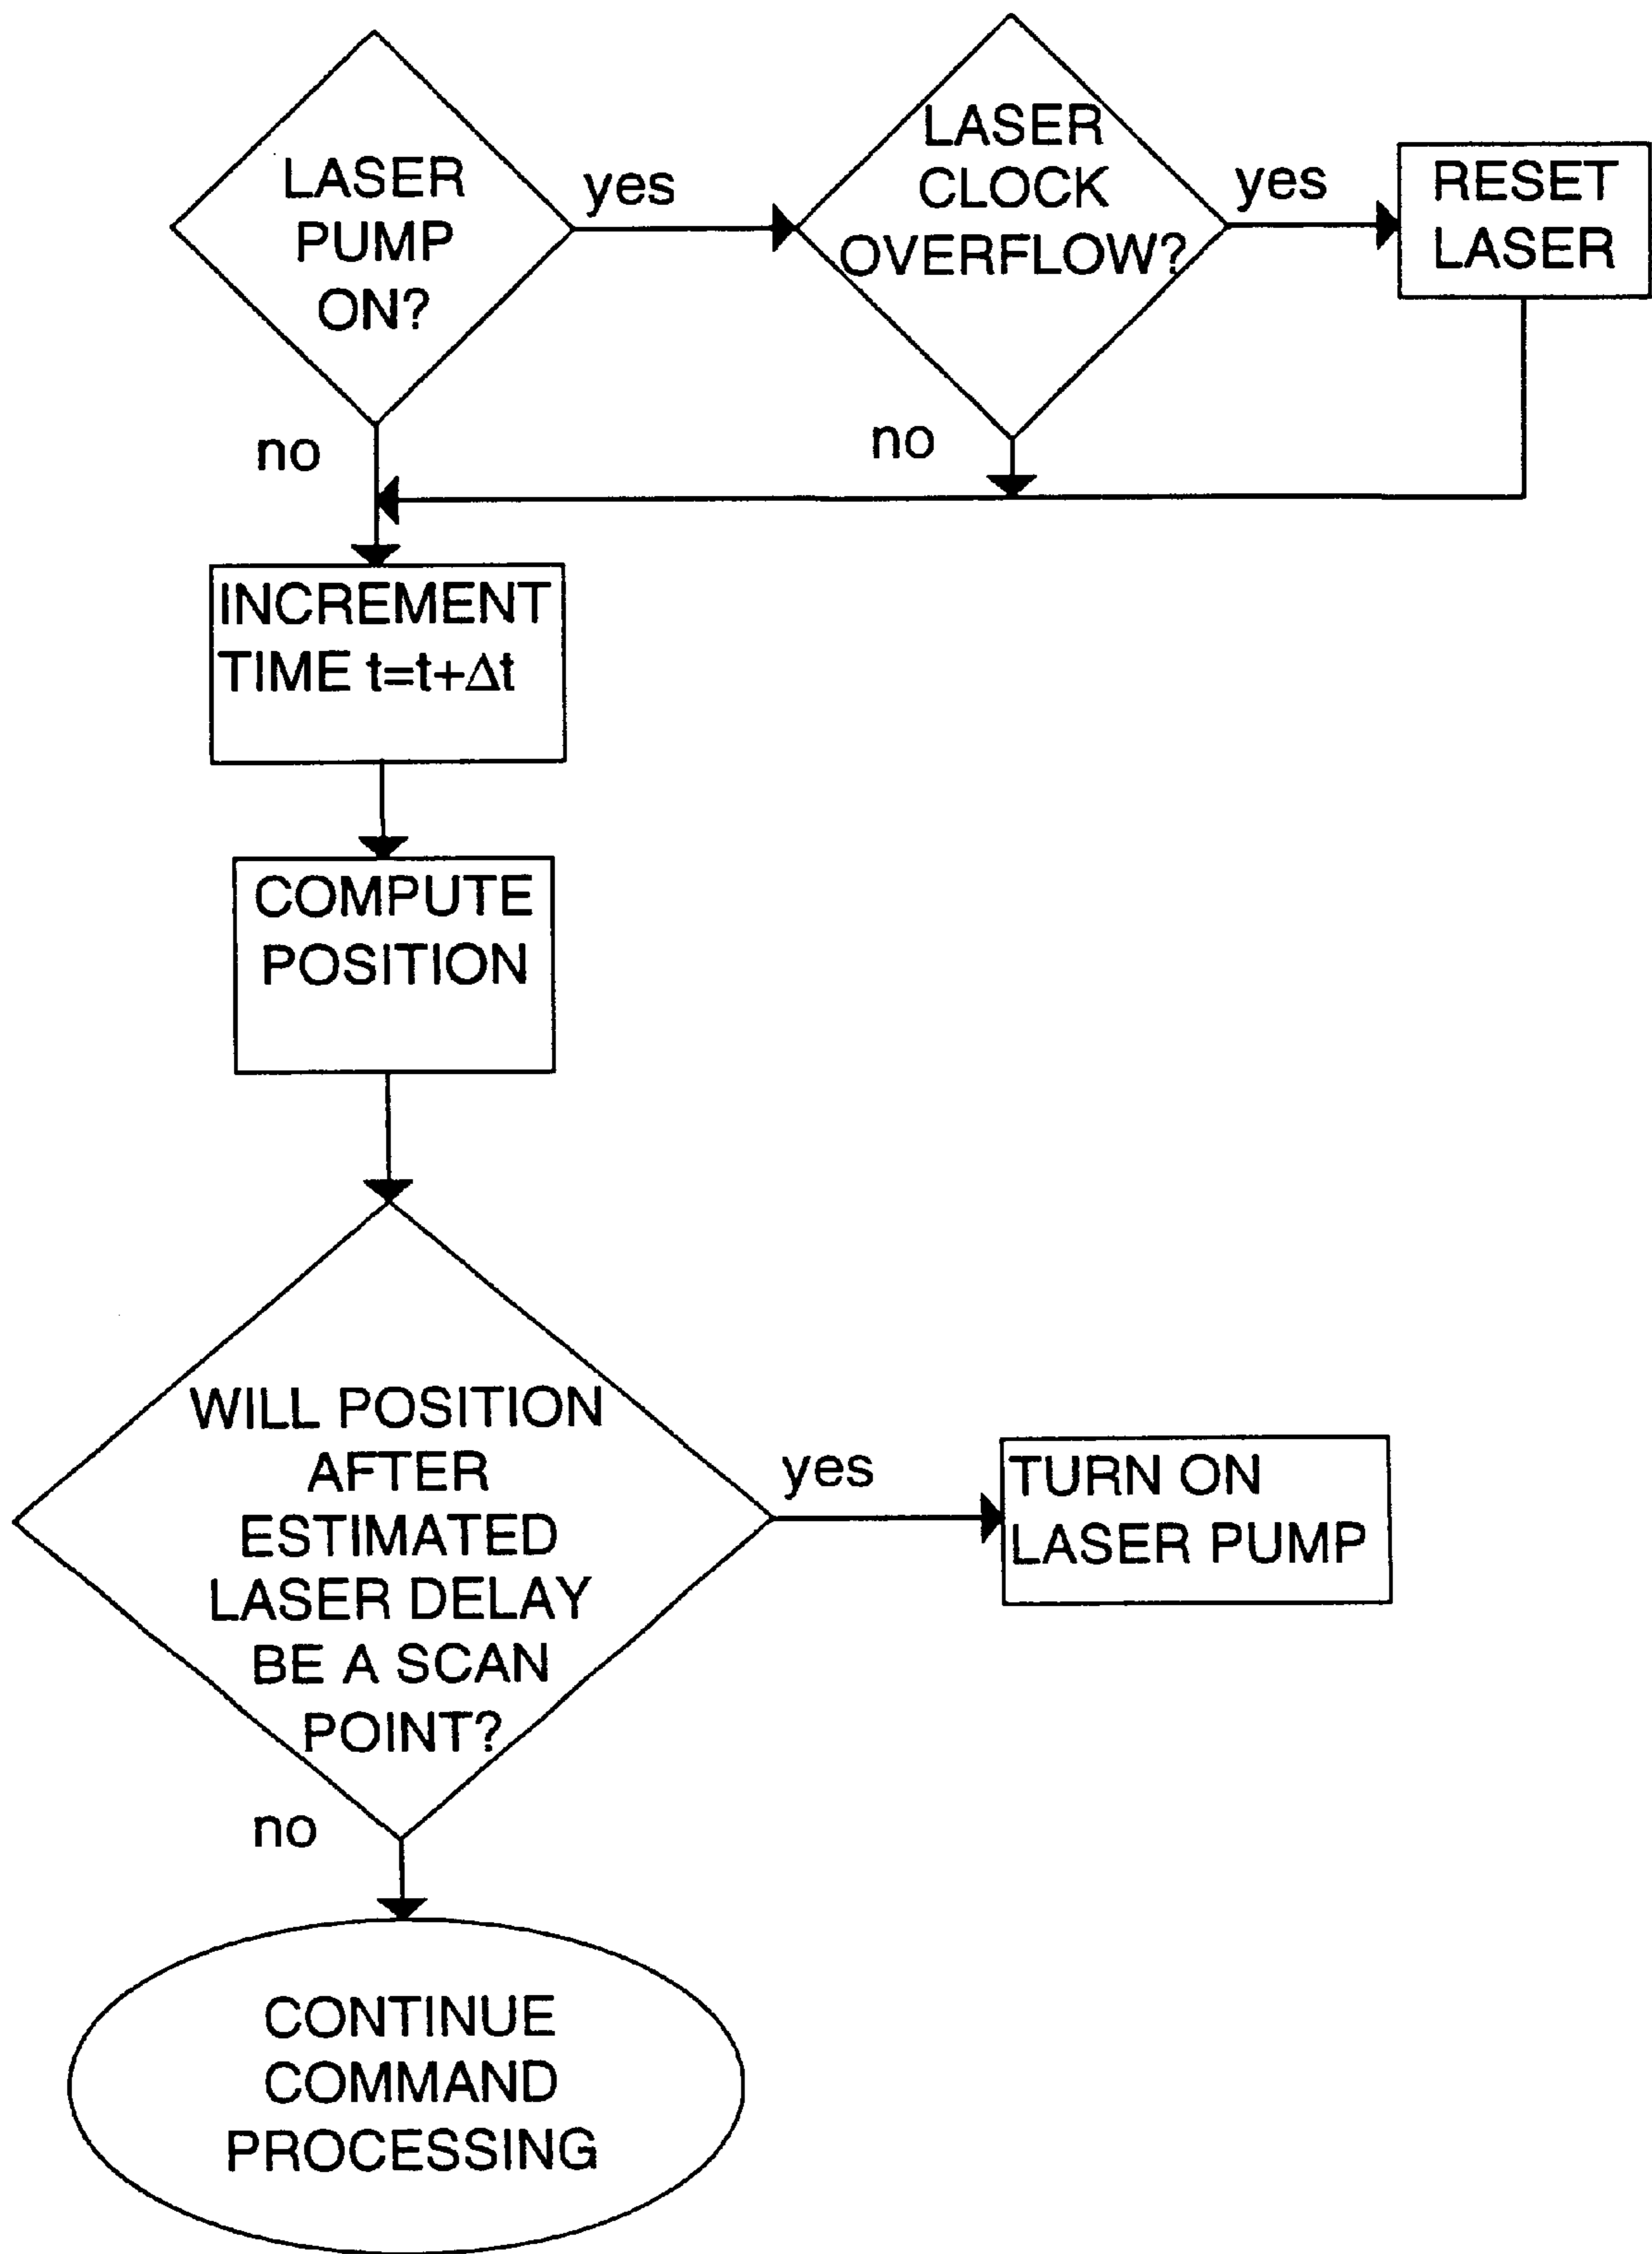 LASER
PUMP
ON?
yes
LASER
CLOCK
OVERFLOW?
yes
RESET
LASER
no
no
INCREMENT
TIME t=t+Δt
COMPUTE
POSITION
WILL POSITION
AFTER
ESTIMATED
LASER DELAY
BE A SCAN
POINT?
yes
TURN ON
LASER PUMP
no
CONTINUE
COMMAND
PROCESSING